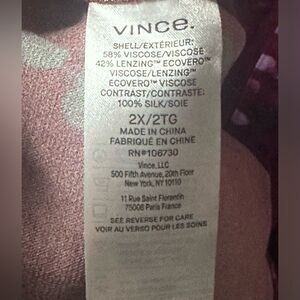 VINCE.
SHELL/EXTÉRIEUR:
58% VISCOSE/VISCOSE
42% LENZING™ ECOVERO™
VISCOSE/LENZING™
ECOVERO™ VISCOSE
CONTRAST/CONTRASTE:
100% SILK/SOIE
2X/2TG
MADE IN CHINA
FABRIQUÉ EN CHINE
RN#106730
Vince, LLC
500 Fifth Avenue, 20th Floor
New York, NY 10110
11 Rue Saint Florentin
75008 Paris France
SEE REVERSE FOR CARE
VOIR AU VERSO POUR LE SOIN